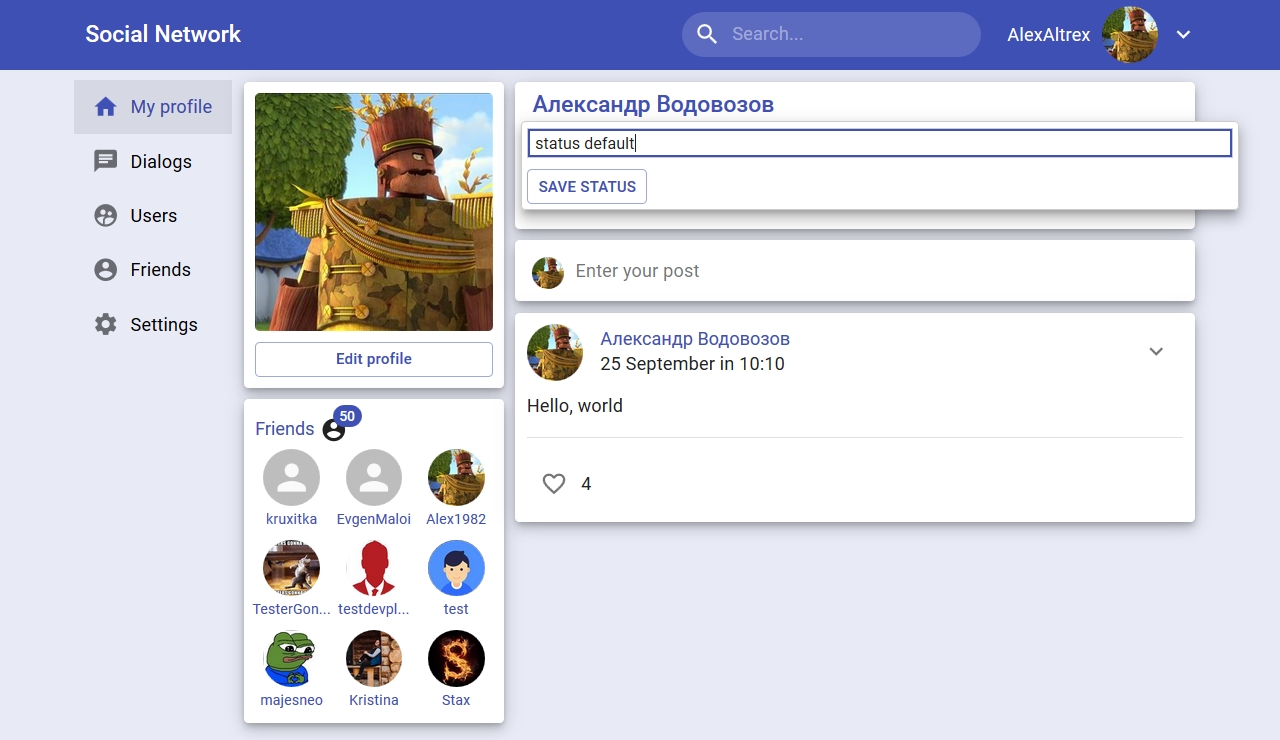 Social Network
Search...
AlexAltrex
My profile
Dialogs
Users
Friends
Settings
Edit profile
Friends 50
kruxitka EvgenMaloi Alex1982
TesterGon... testdevpl... test
majesneo Kristina Stax
Александр Водовозов
status default
SAVE STATUS
Enter your post
Александр Водовозов
25 September in 10:10
Hello, world
4